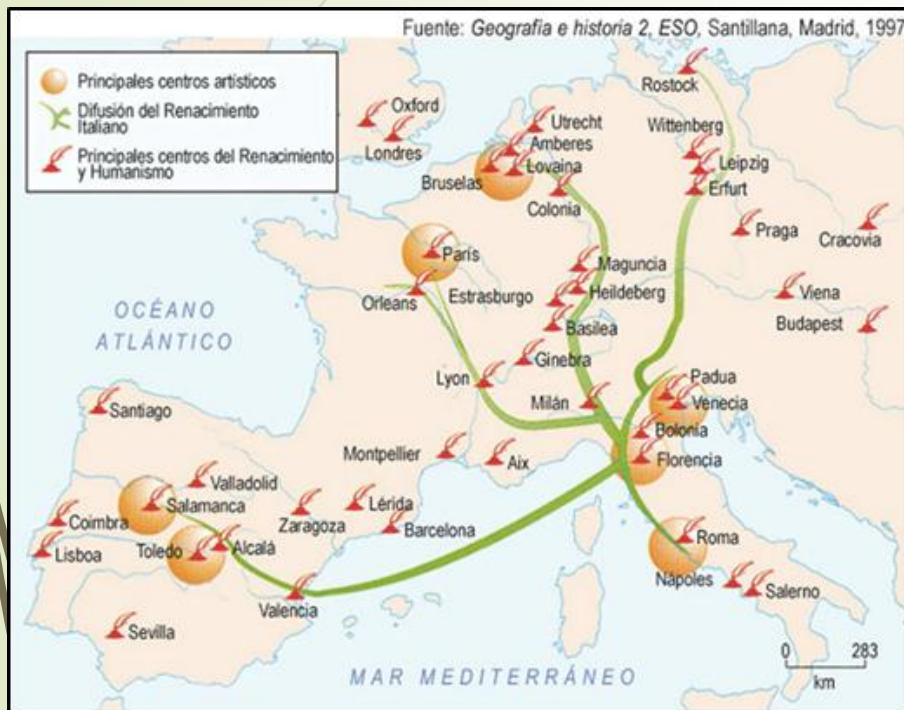 Fuente: Geografía e historia 2, ESO, Santillana, Madrid, 1997
Principales centros artísticos
Difusión del Renacimiento
Italiano
Principales centros del Renacimiento
y Humanismo
Rostock
Oxford
Londres
Utrecht
Amberes
Wittenberg
Leipzig
Lovaina
Bruselas
Erfurt
Colonia
Praga
Cracovia
París
Maguncia
Orleans
Estrasburgo
Heildeberg
Viena
Basilea
Budapest
OCÉANO
ATLÁNTICO
Ginebra
Lyon
Milán
Padua
Venecia
Santiago
Bolonia
Montpellier
Aix
Florencia
Valladolid
Salamanca
Zaragoza
Lérida
Barcelona
Coimbra
Lisboa
Toledo
Alcalá
Roma
Nápoles
Salerno
Valencia
Sevilla
MAR MEDITERRÁNEO
0 283
km